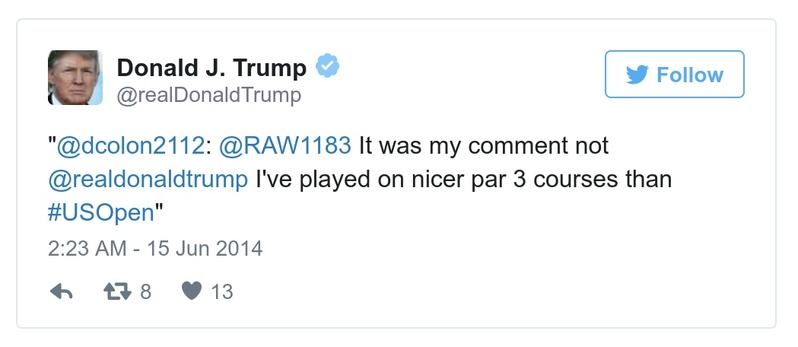 Donald J. Trump
@realDonaldTrump
Follow
"@dcolon2112: @RAW1183 It was my comment not
@realdonaldtrump I've played on nicer par 3 courses than
#USOpen"
2:23 AM - 15 Jun 2014
8 13